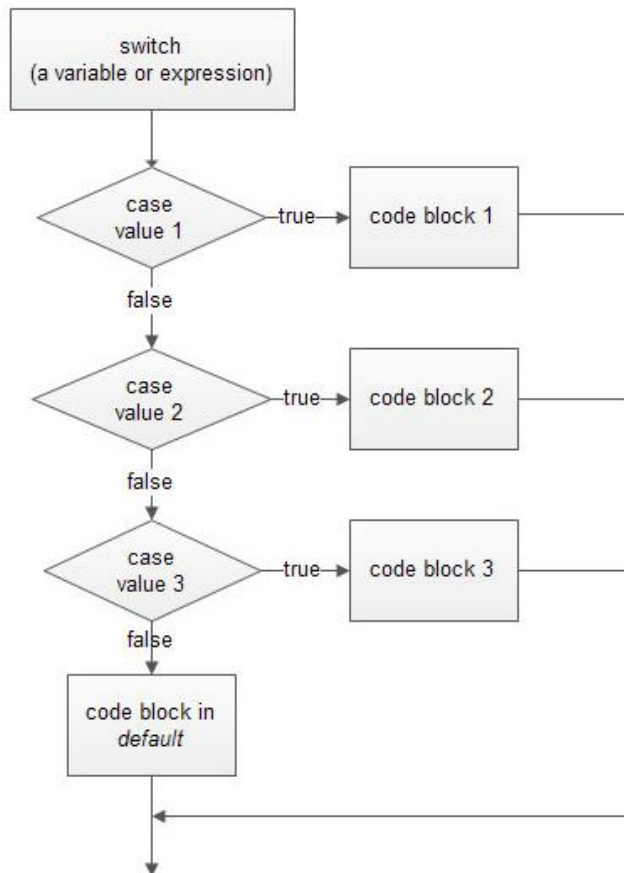 switch
(a variable or expression)
case
value 1
true
code block 1
false
case
value 2
true
code block 2
false
case
value 3
true
code block 3
false
code block in
default